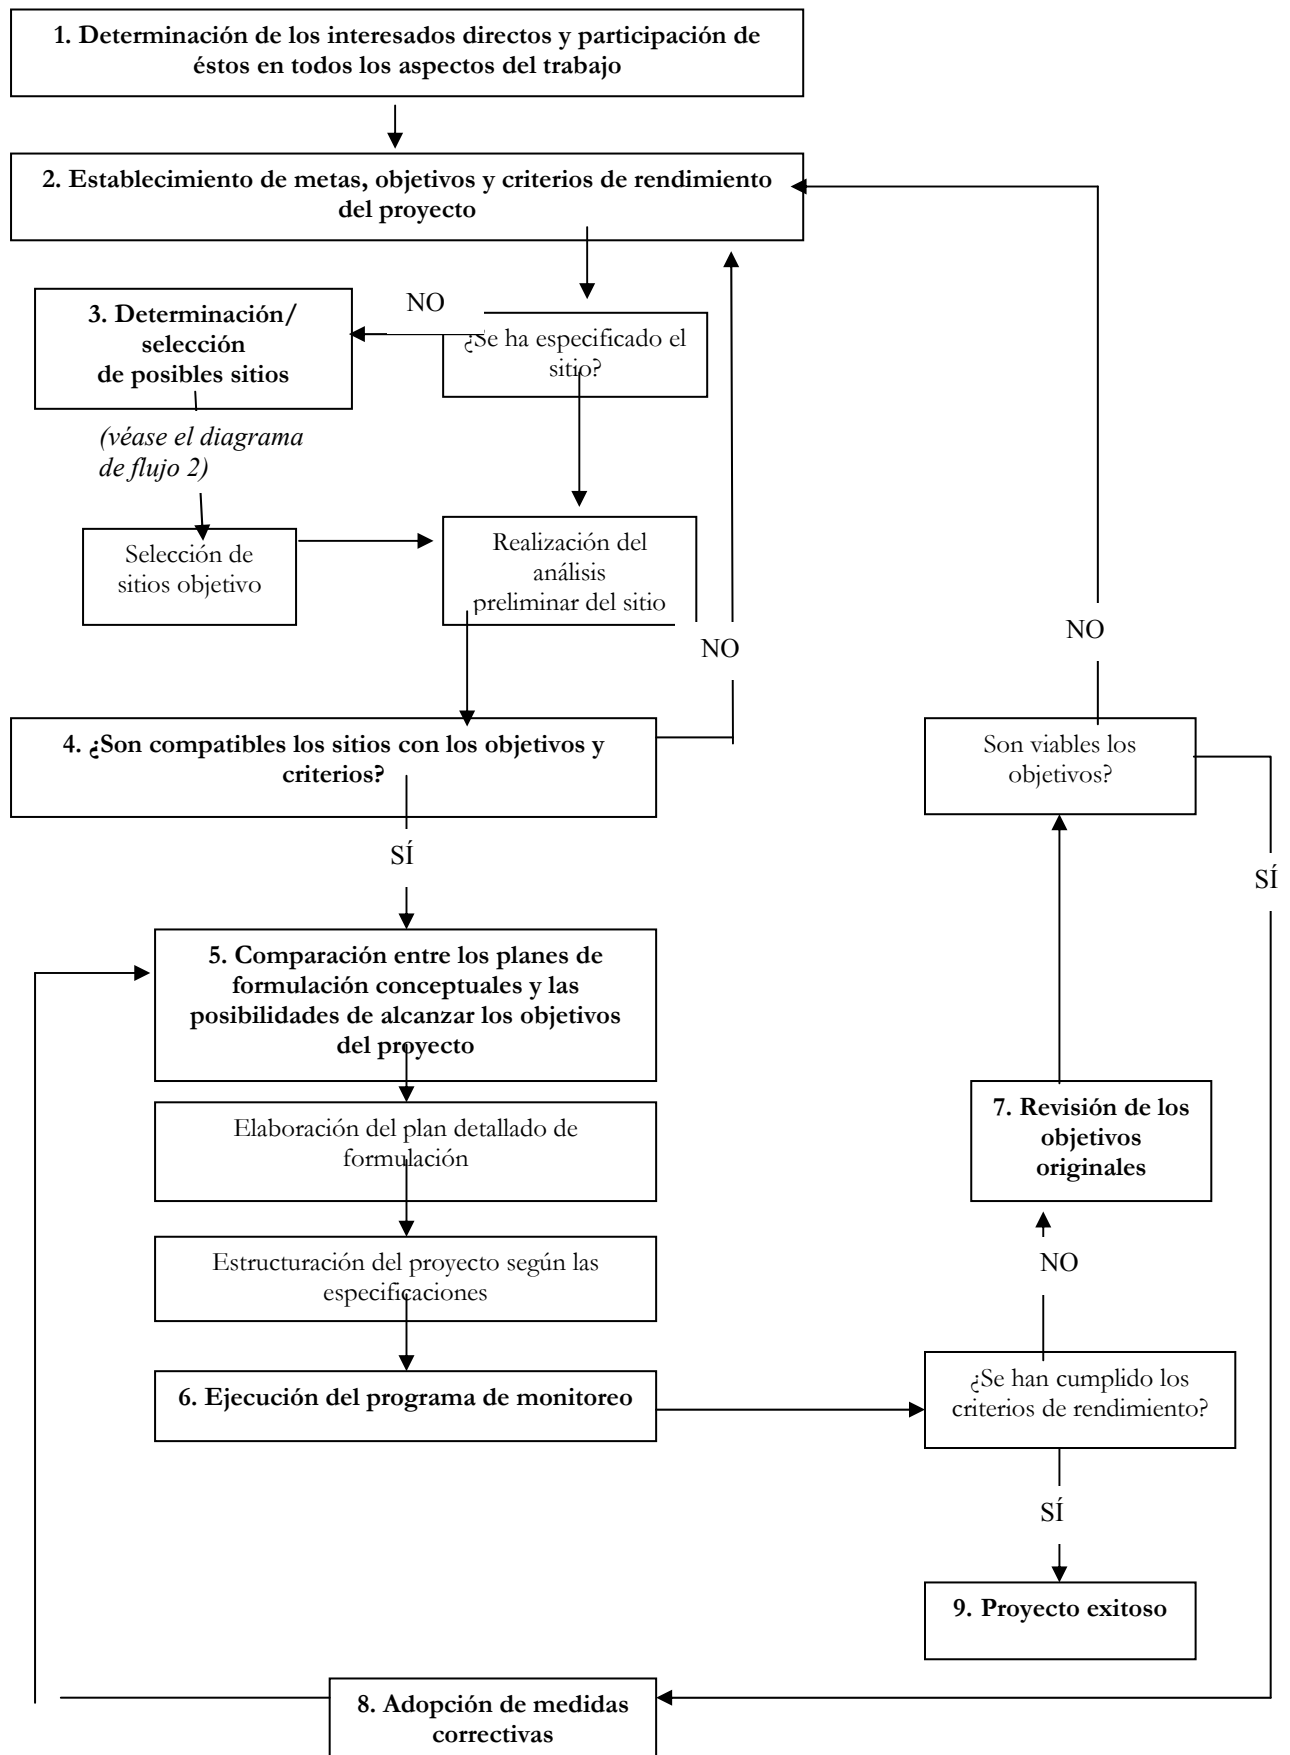 1. Determinación de los interesados directos y participación de
éstos en todos los aspectos del trabajo
2. Establecimiento de metas, objetivos y criterios de rendimiento
del proyecto
NO
3. Determinación/
selección
de posibles sitios
¿Se ha especificado el
sitio?
(véase el diagrama
de flujo 2)
Selección de
sitios objetivo
Realización del
análisis
preliminar del sitio
NO
NO
4. ¿Son compatibles los sitios con los objetivos y
criterios?
Son viables los
objetivos?
SÍ
SÍ
5. Comparación entre los planes de
formulación conceptuales y las
posibilidades de alcanzar los objetivos
del proyecto
Elaboración del plan detallado de
formulación
7. Revisión de los
objetivos
originales
Estructuración del proyecto según las
especificaciones
NO
6. Ejecución del programa de monitoreo
¿Se han cumplido los
criterios de rendimiento?
SÍ
9. Proyecto exitoso
8. Adopción de medidas
correctivas